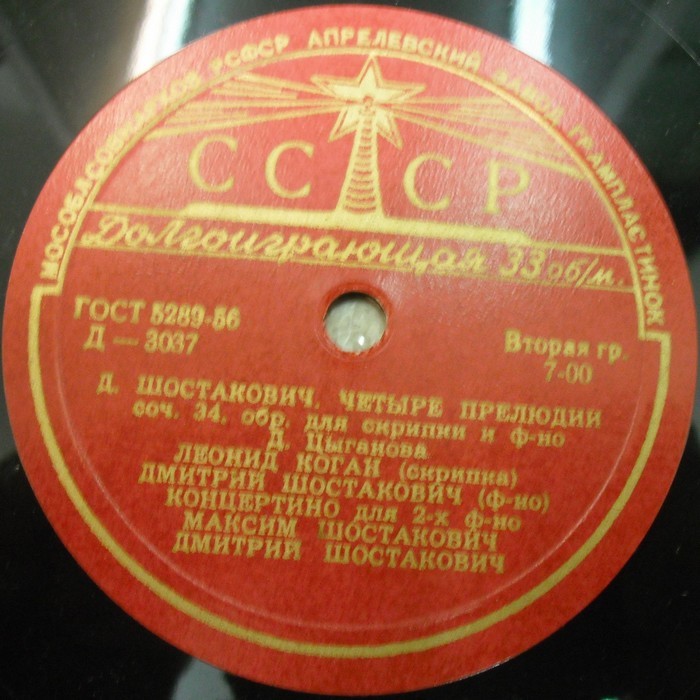 МОСОБЛСОВНАРХОЗ РСФСР АПРЕЛЕВСКИЙ ЗАВОД ГРАМПЛАСТИНОК
СССР
Долгоиграющая 33 об/м.
ГОСТ 5289-56
Д — 3037
Вторая гр.
7-00
Д. ШОСТАКОВИЧ. ЧЕТЫРЕ ПРЕЛЮДИИ
соч. 34, обр. для скрипки и ф-но
Д. Цыганова
ЛЕОНИД КОГАН (скрипка)
ДМИТРИЙ ШОСТАКОВИЧ (ф-но)
КОНЦЕРТИНО для 2-х ф-но
МАКСИМ ШОСТАКОВИЧ
ДМИТРИЙ ШОСТАКОВИЧ